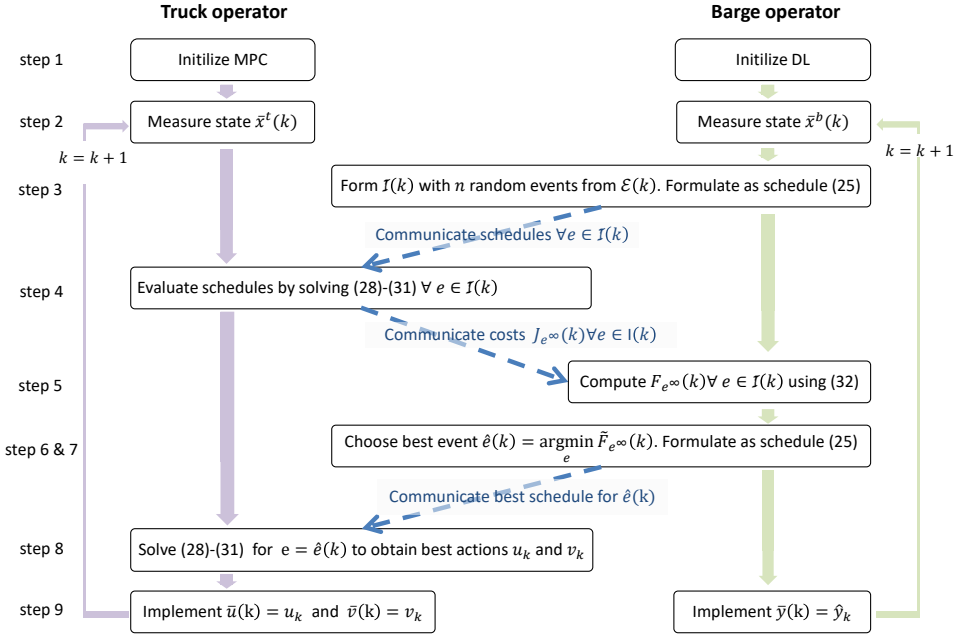 Truck operator
Barge operator
step 1
Initilize MPC
Initilize DL
step 2
Measure state x̄ᵗ(k)
Measure state x̄ᵇ(k)
k = k + 1
k = k + 1
step 3
Form ℐ(k) with n random events from ℰ(k). Formulate as schedule (25)
Communicate schedules ∀e ∈ ℐ(k)
step 4
Evaluate schedules by solving (28)-(31) ∀ e ∈ ℐ(k)
Communicate costs J_{e^∞}(k)∀e ∈ I(k)
step 5
Compute F_{e^∞}(k)∀ e ∈ ℐ(k) using (32)
step 6 & 7
Choose best event ê(k) = argmin_e F̃_{e^∞}(k). Formulate as schedule (25)
Communicate best schedule for ê(k)
step 8
Solve (28)-(31) for e = ê(k) to obtain best actions u_k and v_k
step 9
Implement ū(k) = u_k and v̄(k) = v_k
Implement ȳ(k) = ŷ_k